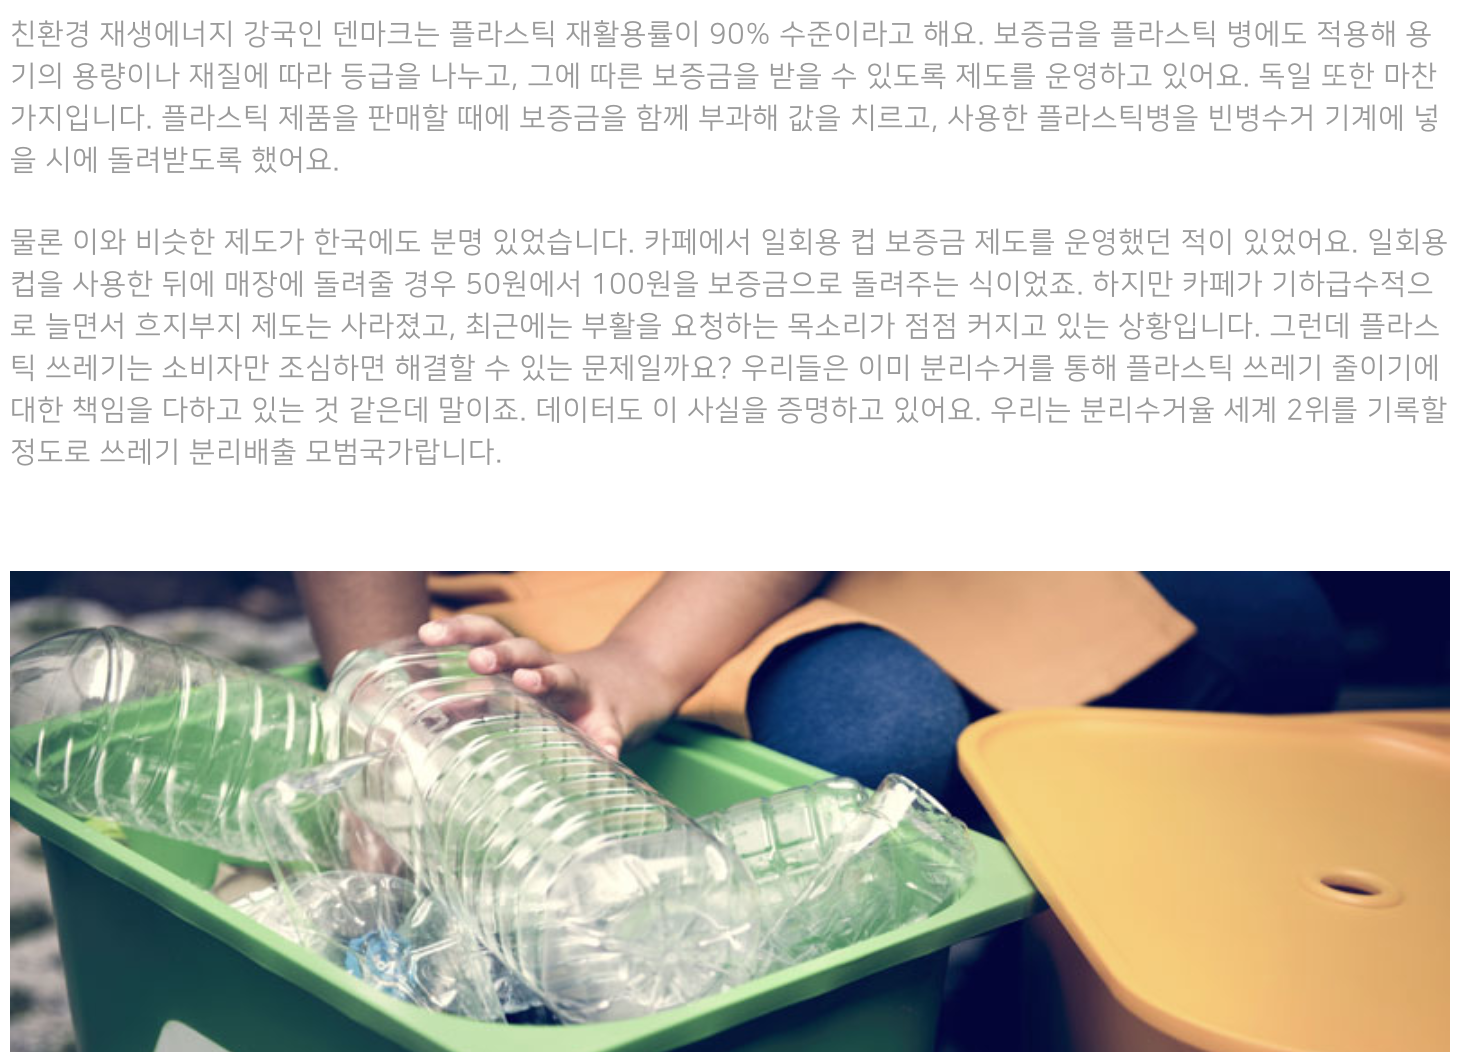 친환경 재생에너지 강국인 덴마크는 플라스틱 재활용률이 90% 수준이라고 해요. 보증금을 플라스틱 병에도 적용해 용
기의 용량이나 재질에 따라 등급을 나누고, 그에 따른 보증금을 받을 수 있도록 제도를 운영하고 있어요. 독일 또한 마찬
가지입니다. 플라스틱 제품을 판매할 때에 보증금을 함께 부과해 값을 치르고, 사용한 플라스틱병을 빈병수거 기계에 넣
을 시에 돌려받도록 했어요.
물론 이와 비슷한 제도가 한국에도 분명 있었습니다. 카페에서 일회용 컵 보증금 제도를 운영했던 적이 있었어요. 일회용
컵을 사용한 뒤에 매장에 돌려줄 경우 50원에서 100원을 보증금으로 돌려주는 식이었죠. 하지만 카페가 기하급수적으
로 늘면서 흐지부지 제도는 사라졌고, 최근에는 부활을 요청하는 목소리가 점점 커지고 있는 상황입니다. 그런데 플라스
틱 쓰레기는 소비자만 조심하면 해결할 수 있는 문제일까요? 우리들은 이미 분리수거를 통해 플라스틱 쓰레기 줄이기에
대한 책임을 다하고 있는 것 같은데 말이죠. 데이터도 이 사실을 증명하고 있어요. 우리는 분리수거율 세계 2위를 기록할
정도로 쓰레기 분리배출 모범국가랍니다.